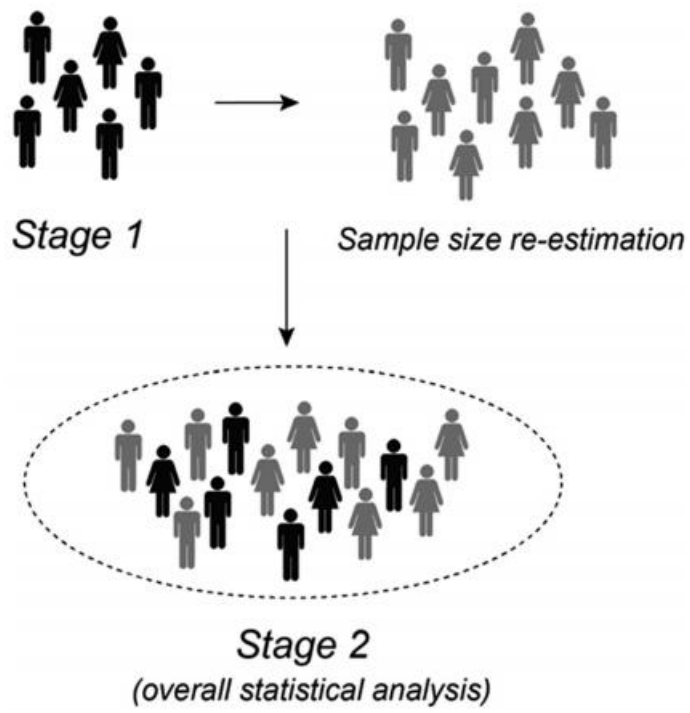 Stage 1
Sample size re-estimation
Stage 2
(overall statistical analysis)